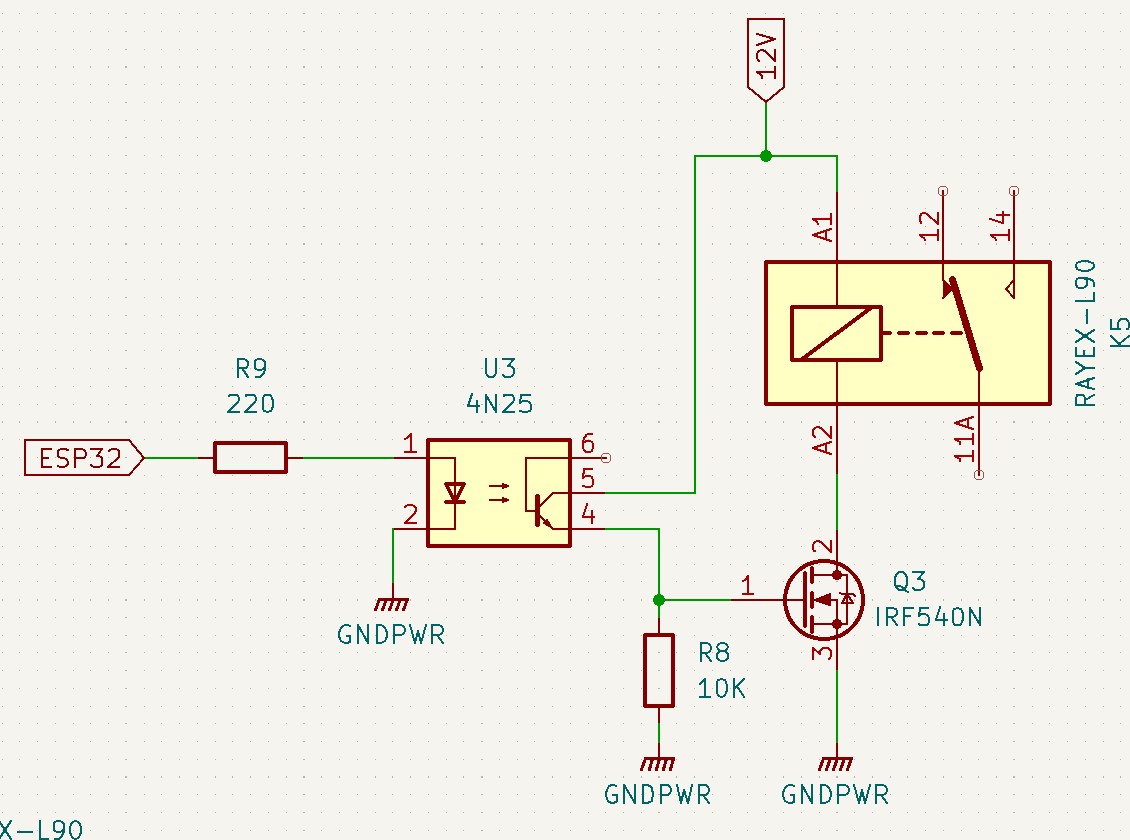 12V
A1
12
14
RAYEX-L90
K5
R9
220
U3
4N25
ESP32
1
2
6
5
4
A2
11A
GNDPWR
2
1
3
Q3
IRF540N
R8
10K
GNDPWR
GNDPWR
X-L90